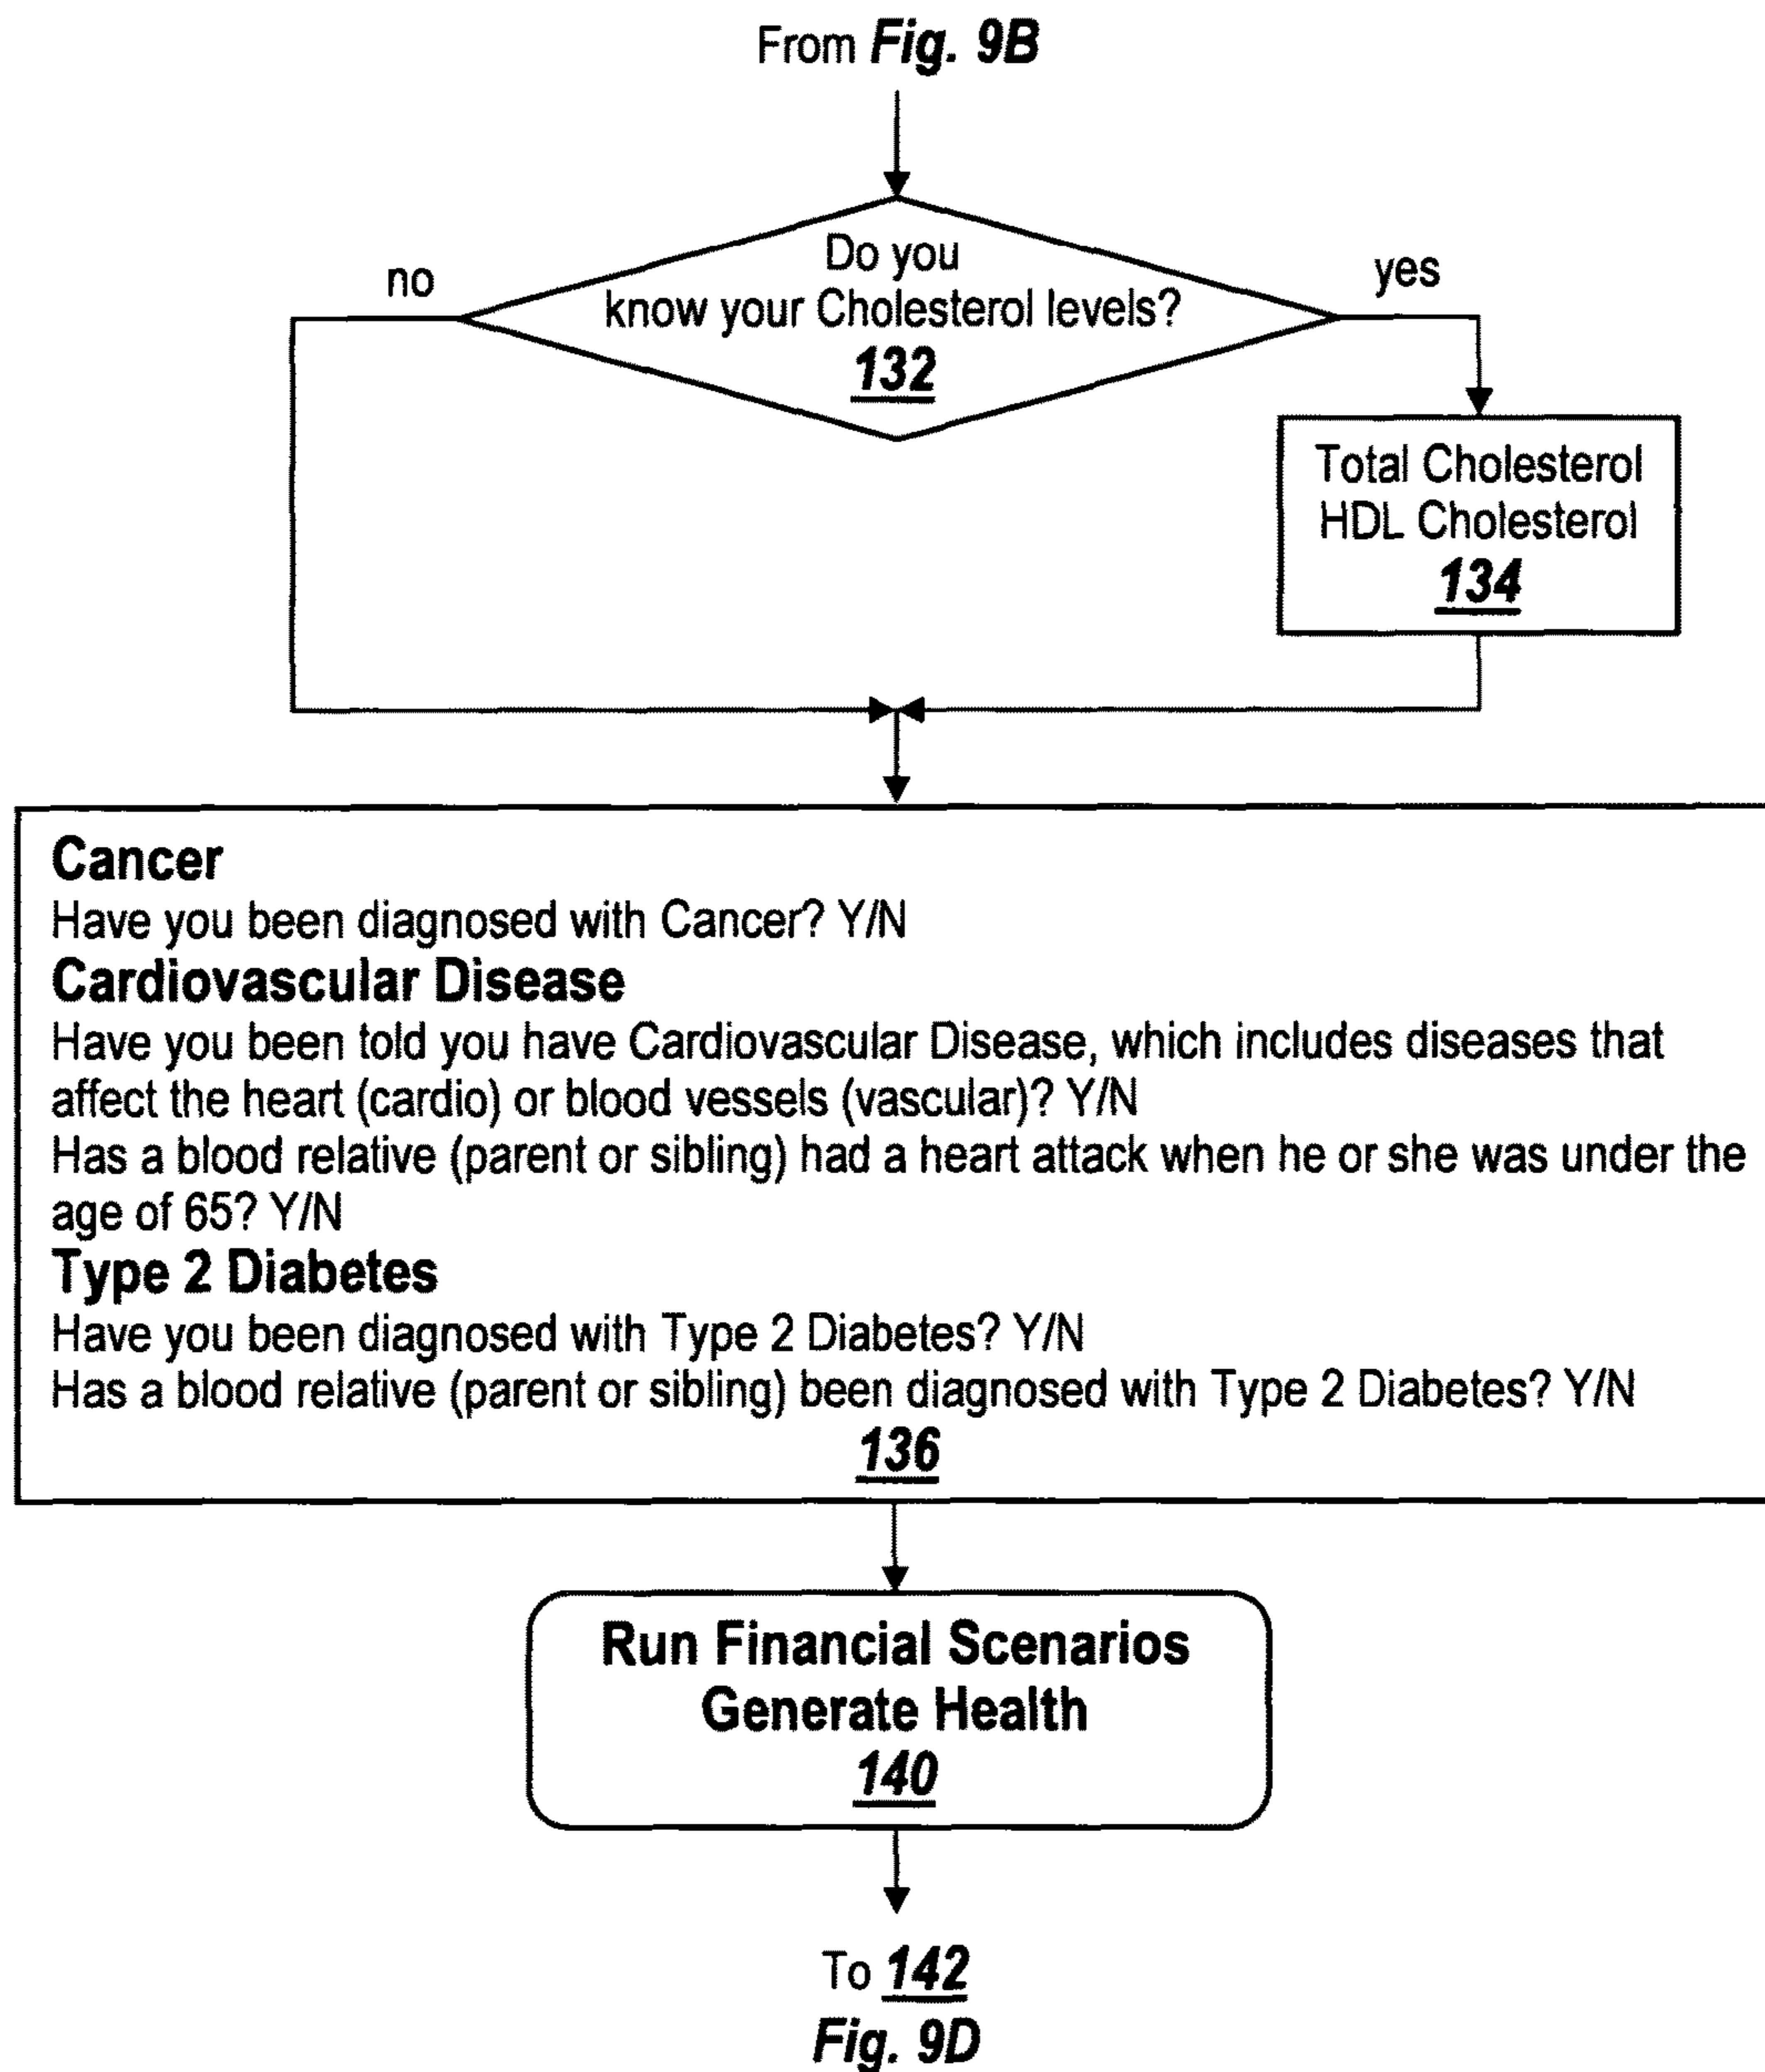 From Fig. 9B
Do you
know your Cholesterol levels?
132
no
yes
Total Cholesterol
HDL Cholesterol
134
Cancer
Have you been diagnosed with Cancer? Y/N
Cardiovascular Disease
Have you been told you have Cardiovascular Disease, which includes diseases that
affect the heart (cardio) or blood vessels (vascular)? Y/N
Has a blood relative (parent or sibling) had a heart attack when he or she was under the
age of 65? Y/N
Type 2 Diabetes
Have you been diagnosed with Type 2 Diabetes? Y/N
Has a blood relative (parent or sibling) been diagnosed with Type 2 Diabetes? Y/N
136
Run Financial Scenarios
Generate Health
140
To 142
Fig. 9D